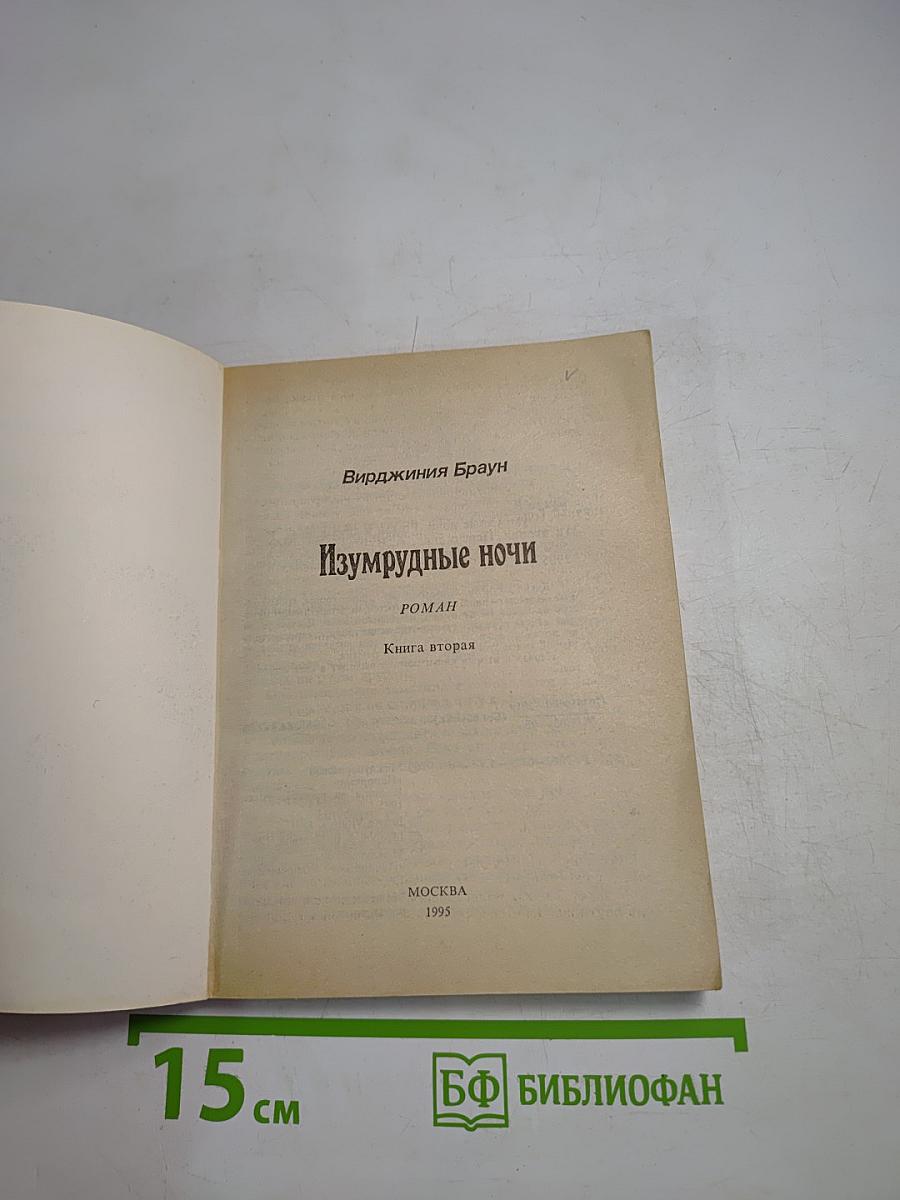 Вирджиния Браун
Изумрудные ночи
РОМАН
Книга вторая
МОСКВА
1995
15 см
БФ БИБЛИОФАН